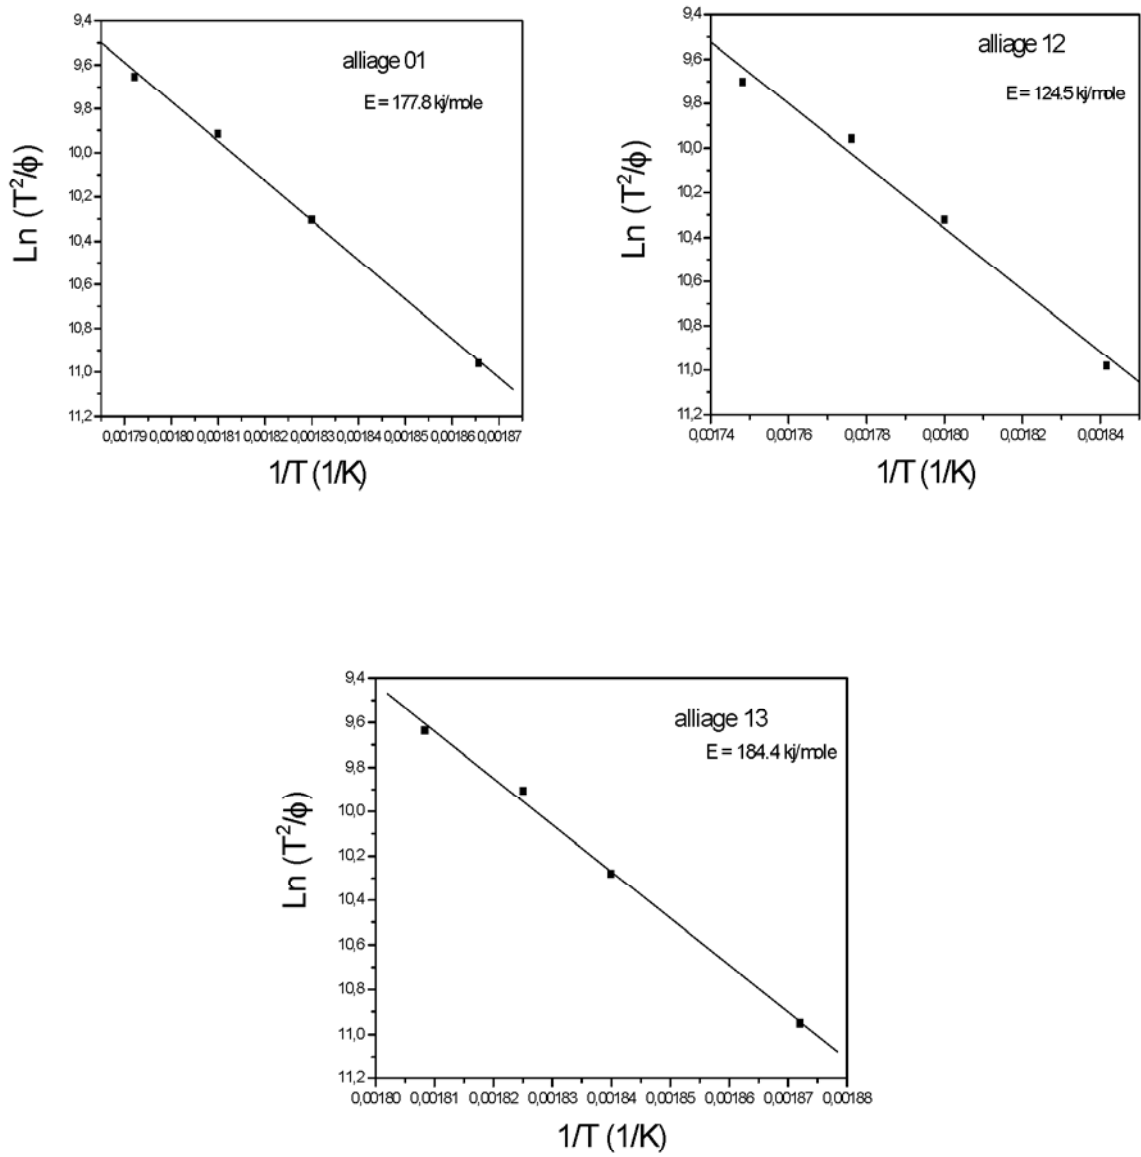 alliage 01
E = 177.8 kj/mole
Ln (T²/ϕ)
9,4
9,6
9,8
10,0
10,2
10,4
10,6
10,8
11,0
11,2
0,00179 0,00180 0,00181 0,00182 0,00183 0,00184 0,00185 0,00186 0,00187
1/T (1/K)
alliage 12
E = 124.5 kj/mole
Ln (T²/ϕ)
9,4
9,6
9,8
10,0
10,2
10,4
10,6
10,8
11,0
11,2
0,00174 0,00176 0,00178 0,00180 0,00182 0,00184
1/T (1/K)
alliage 13
E = 184.4 kj/mole
Ln (T²/ϕ)
9,4
9,6
9,8
10,0
10,2
10,4
10,6
10,8
11,0
11,2
0,00180 0,00181 0,00182 0,00183 0,00184 0,00185 0,00186 0,00187 0,00188
1/T (1/K)